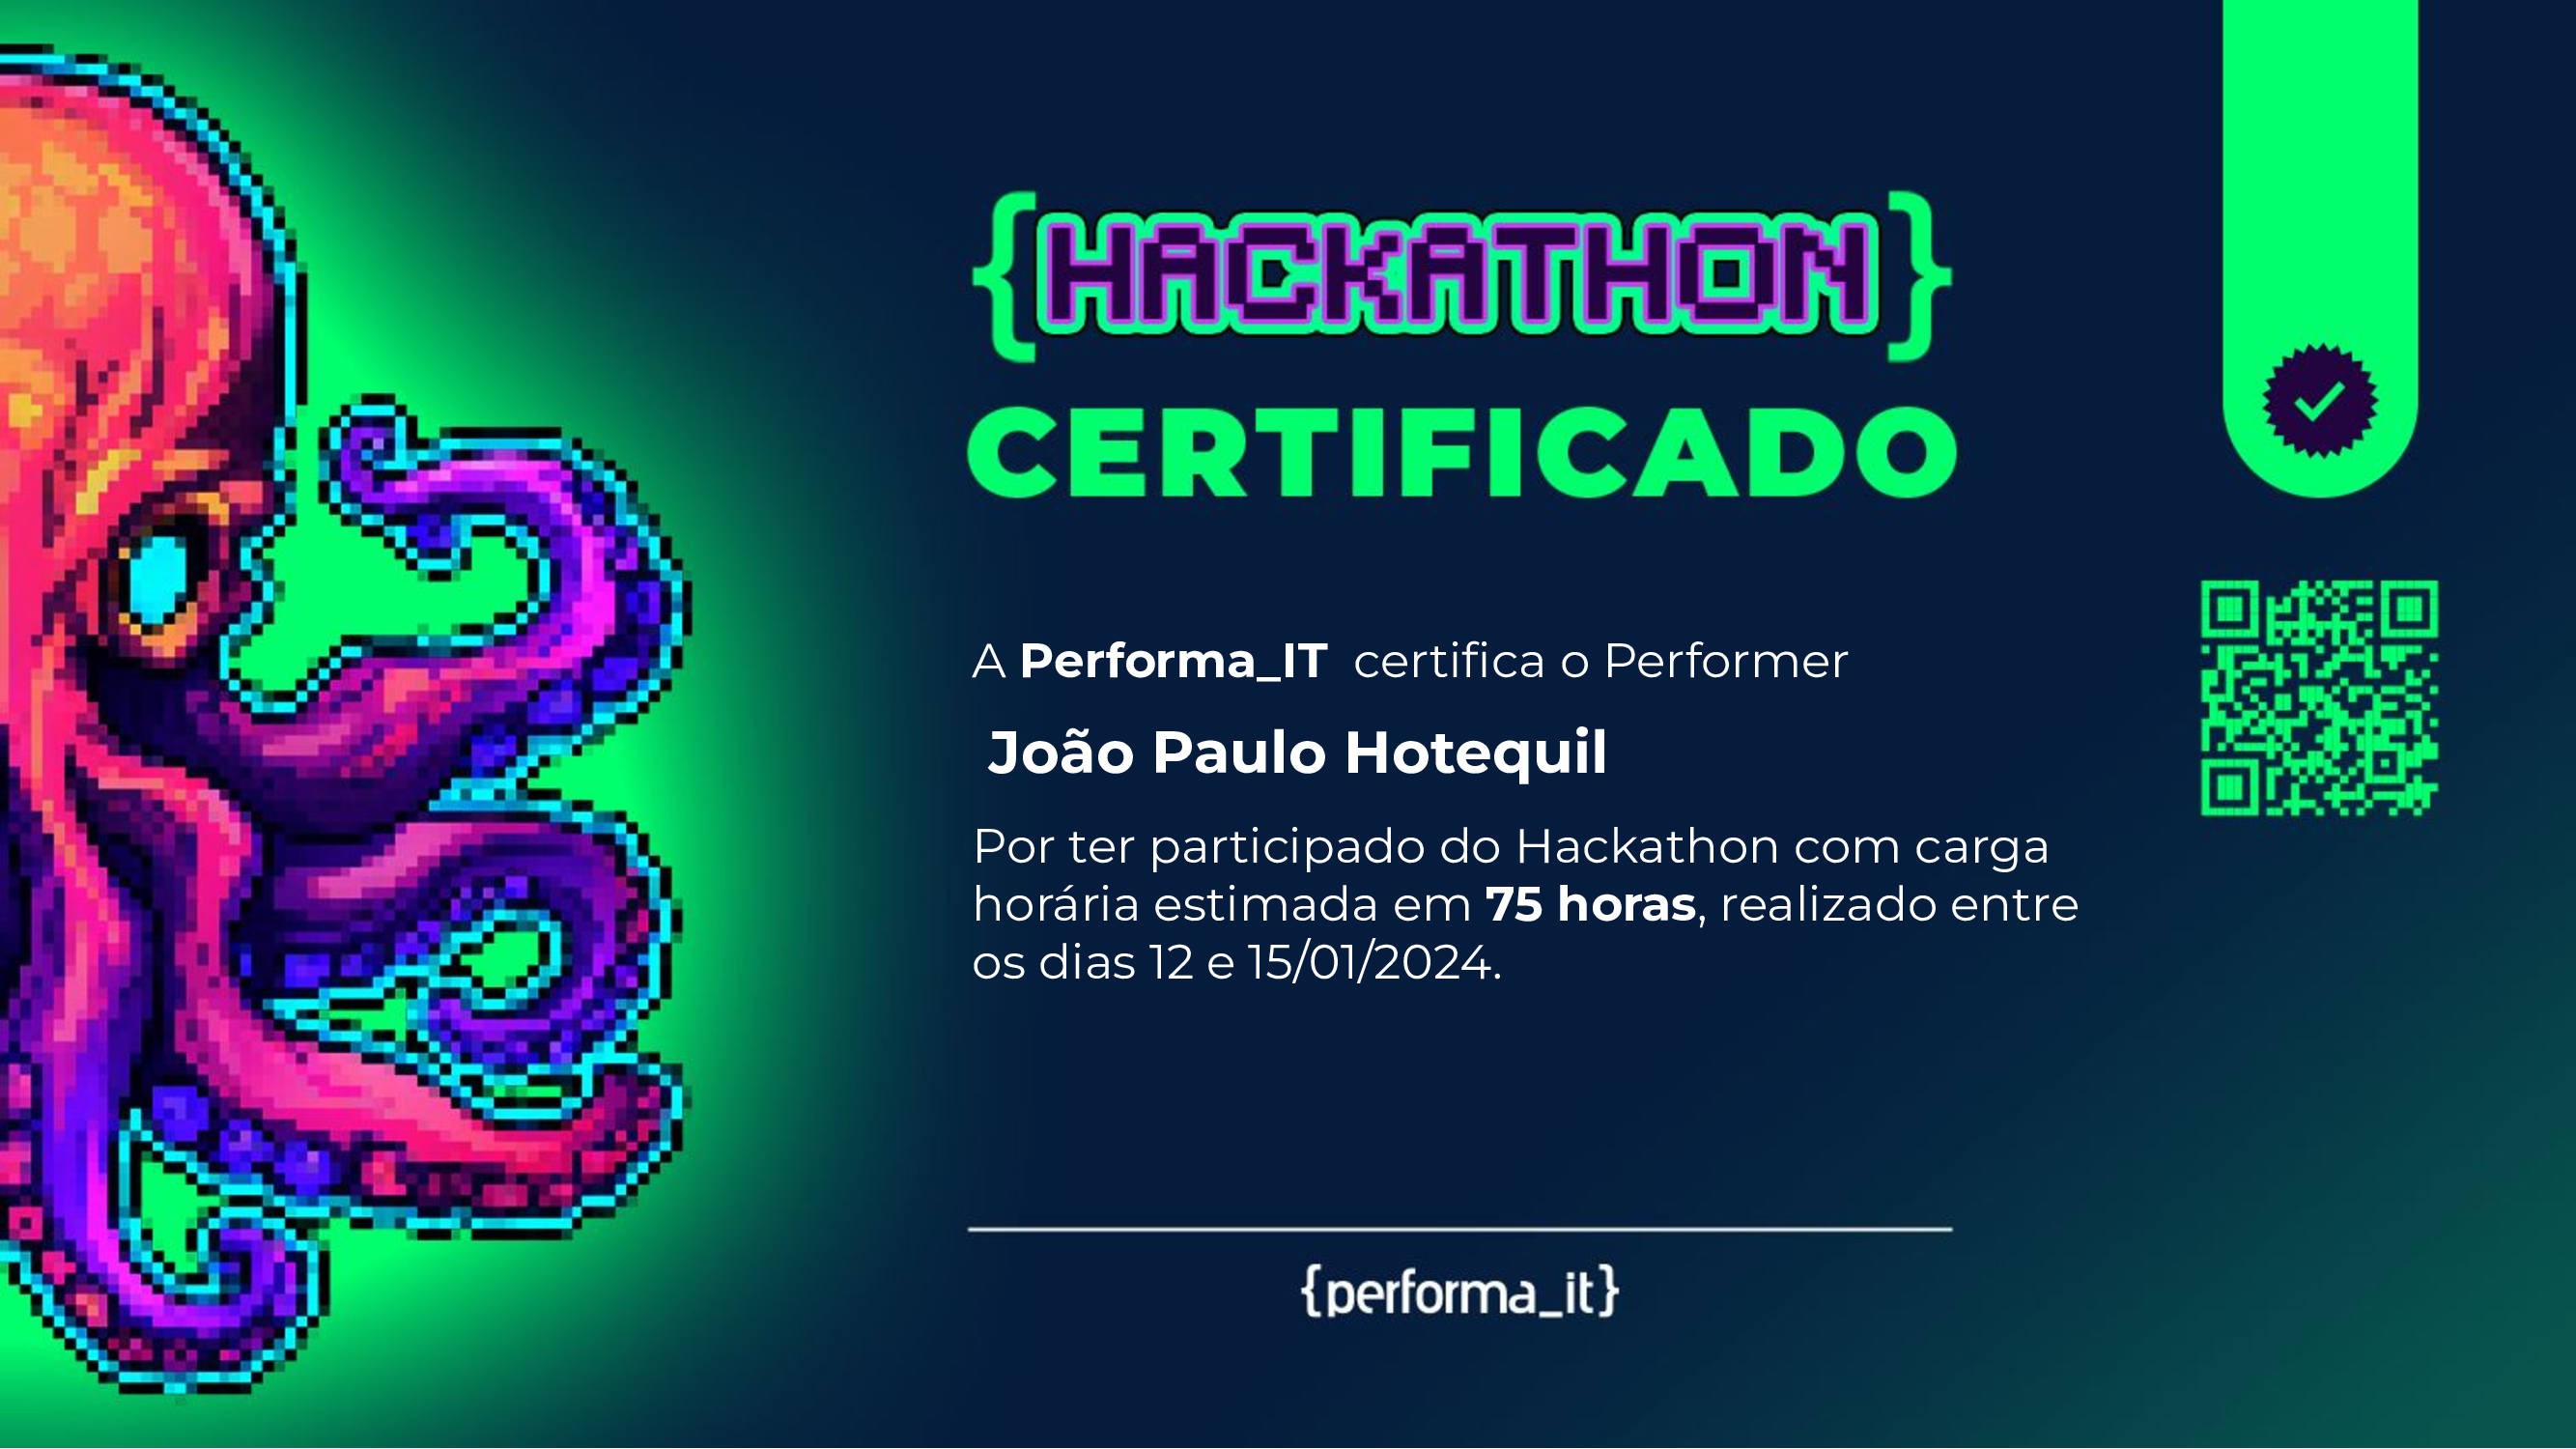 {HACKATHON}
CERTIFICADO
A Performa_IT certifica o Performer
João Paulo Hotequil
Por ter participado do Hackathon com carga
horária estimada em 75 horas, realizado entre
os dias 12 e 15/01/2024.
{performa_it}